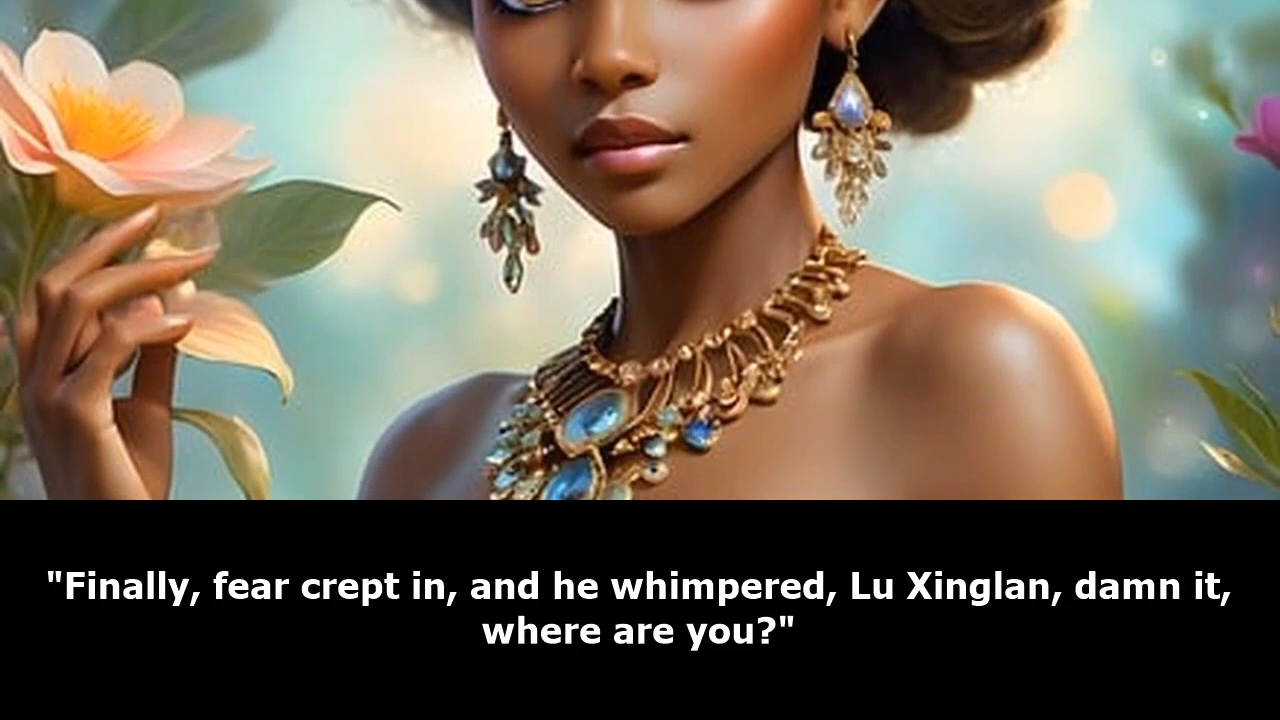 "Finally, fear crept in, and he whimpered, Lu Xinglan, damn it,
where are you?"